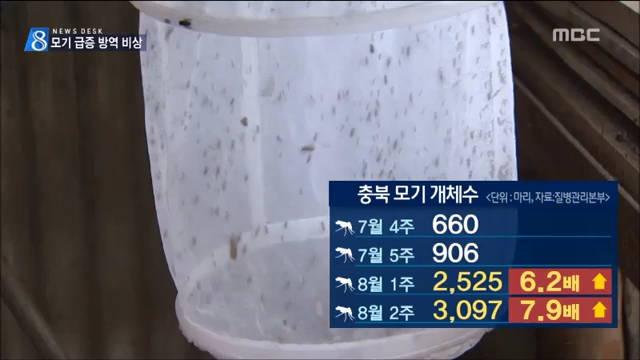 NEWS DESK
8 모기 급증 방역 비상
MBC
충북 모기 개체수 <단위 : 마리, 자료:질병관리본부>
7월 4주 660
7월 5주 906
8월 1주 2,525 6.2배
8월 2주 3,097 7.9배